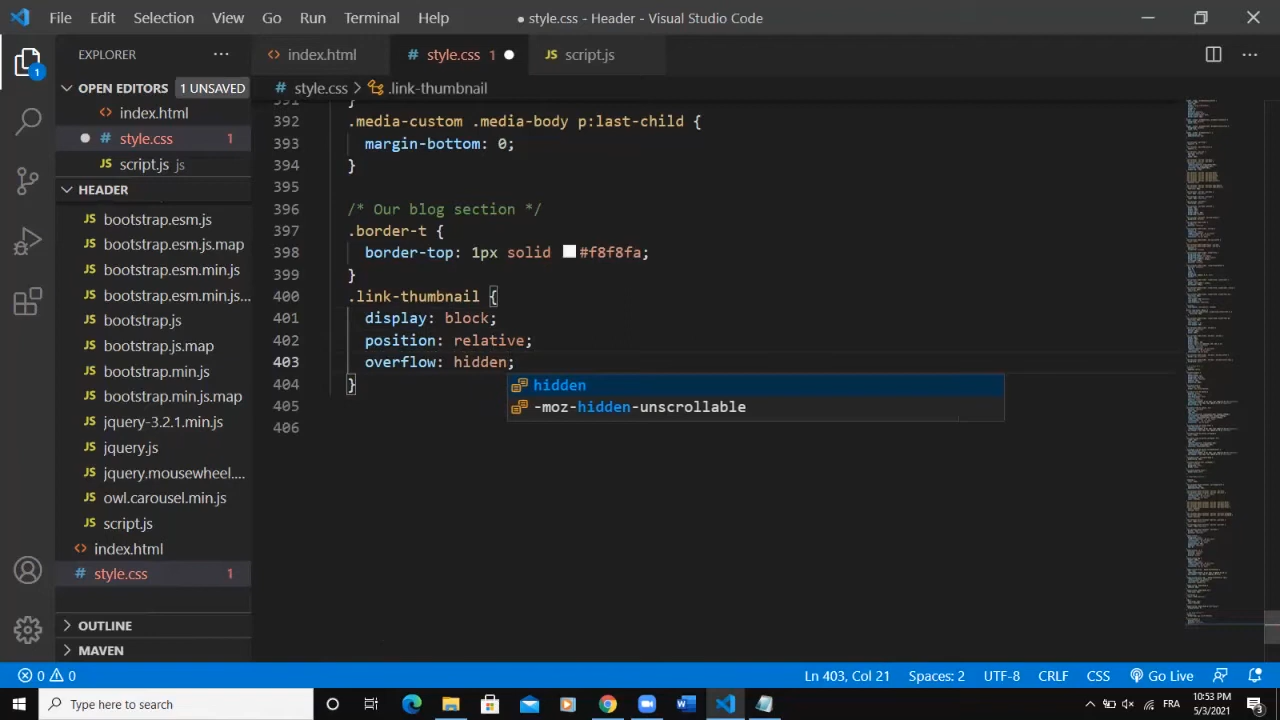 File Edit Selection View Go Run Terminal Help ● style.css - Header - Visual Studio Code
EXPLORER ... index.html style.css 1 script.js ...
OPEN EDITORS 1 UNSAVED
style.css > .link-thumbnail
index.html
style.css 1
script.js js
HEADER
bootstrap.esm.js
bootstrap.esm.js.map
bootstrap.esm.min.js
bootstrap.esm.min.js...
bootstrap.js
bootstrap.js.map
bootstrap.min.js
bootstrap.min.js.map
jquery-3.2.1.min.js
jquery.js
jquery.mousewheel....
owl.carousel.min.js
script.js
index.html
style.css 1
OUTLINE
MAVEN
391 }
392 .media-custom .media-body p:last-child {
393 margin-bottom: 0;
394 }
395
396 /* Our blog section */
397 .border-t {
398 border-top: 1px solid #f8f8fa;
399 }
400 .link-thumbnail {
401 display: block;
402 position: relative;
403 overflow: hidden;
404 }
405
406
hidden
-moz-hidden-unscrollable
0 0 Ln 403, Col 21 Spaces: 2 UTF-8 CRLF CSS Go Live
Type here to search
FRA
10:53 PM
5/3/2021
3